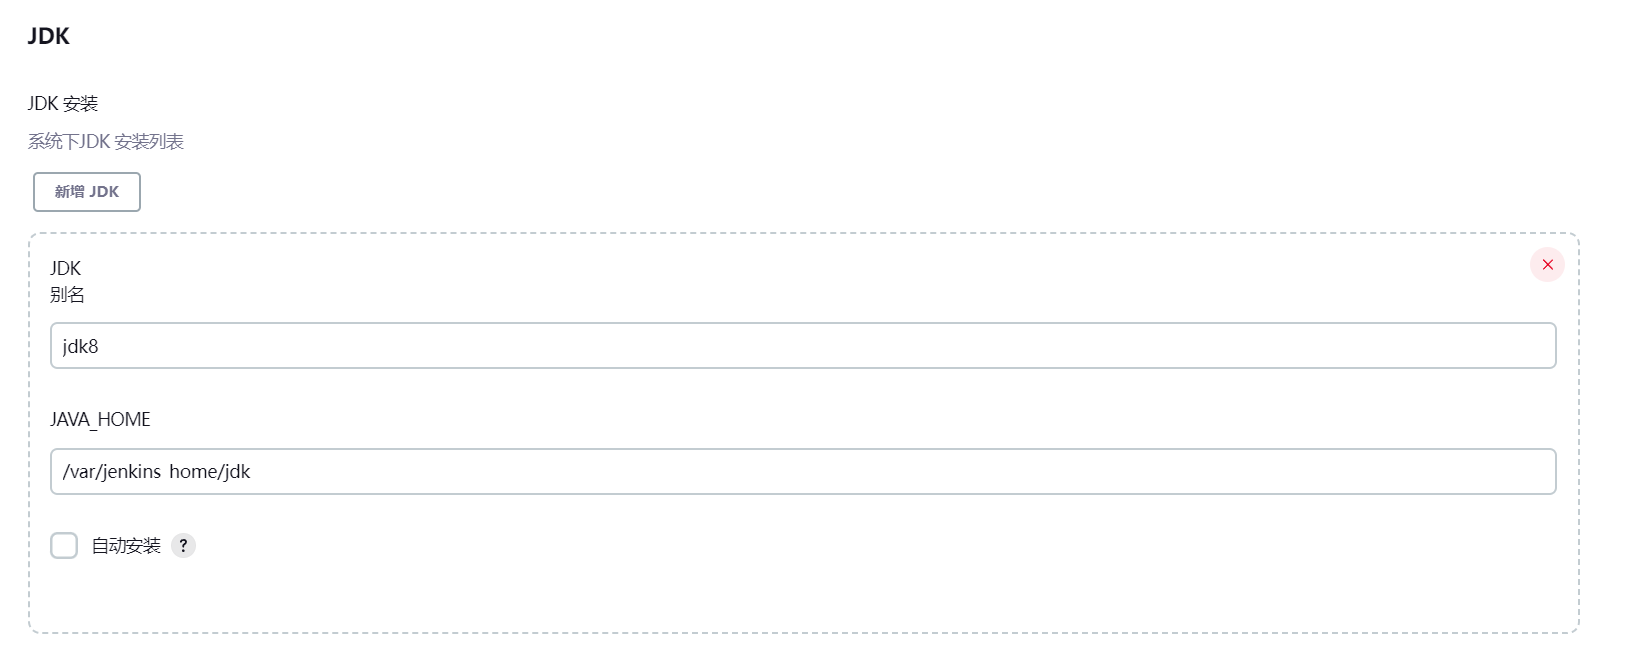 JDK
JDK 安装
系统下JDK 安装列表
新增 JDK
JDK
别名
jdk8
JAVA_HOME
/var/jenkins_home/jdk
自动安装 ?